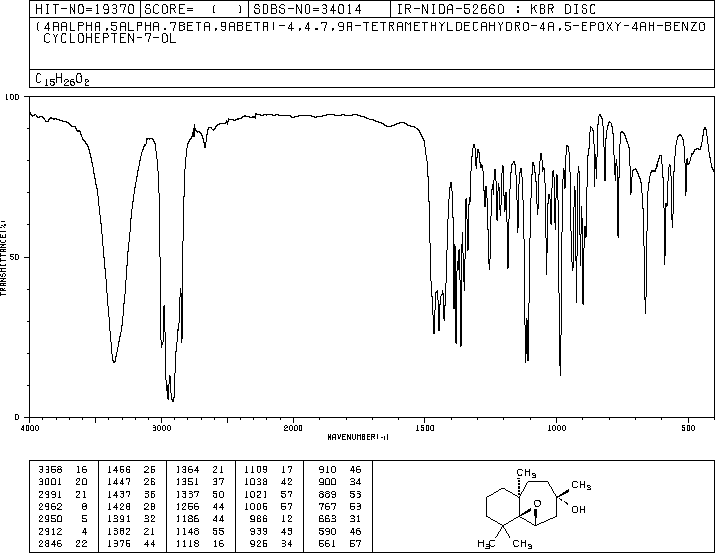 HIT-NO=19370 SCORE= ( ) SDBS-NO=34014 IR-NIDA-52660 : KBR DISC
(4AALPHA,5ALPHA.7BETA,9ABETA)-4,4.7,9A-TETRAMETHYLDECAHYDRO-4A,5-EPOXY-4AH-BENZO
CYCLOHEPTEN-7-OL
C15H26O2
100
50
0
TRANSMITTANCE(%)
4000 3000 2000 1500 1000 500
WAVENUMBER(-1)
3358 16 1466 26 1364 21 1109 17 910 46
3001 20 1447 26 1351 37 1038 42 900 34
2991 21 1437 36 1337 50 1021 57 889 53
2962 8 1428 28 1256 44 1006 57 767 53
2950 5 1391 32 1186 44 986 12 663 31
2912 4 1382 21 1148 55 939 43 590 46
2846 22 1376 44 1118 16 926 34 561 57
CH3
CH3
O
OH
H3C CH3